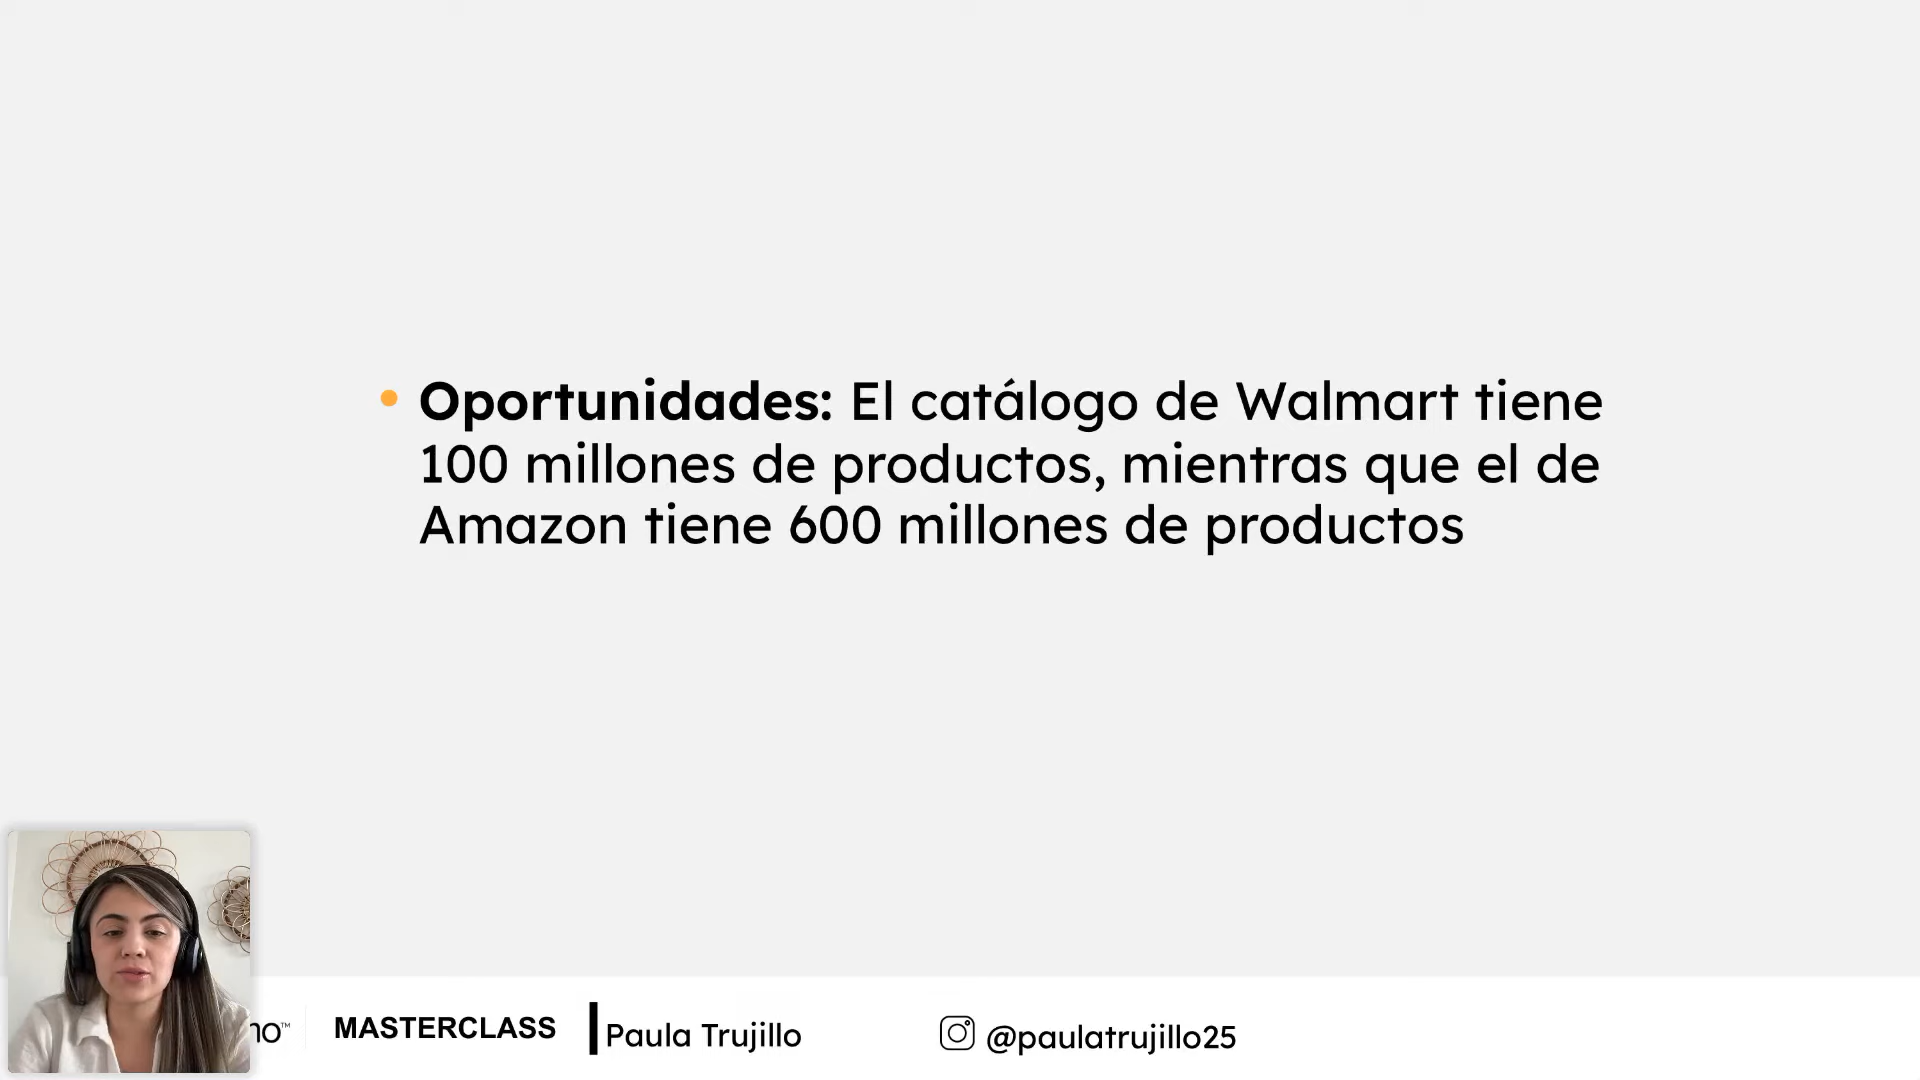 Oportunidades: El catálogo de Walmart tiene
100 millones de productos, mientras que el de
Amazon tiene 600 millones de productos
MASTERCLASS
Paula Trujillo
@paulatrujillo25